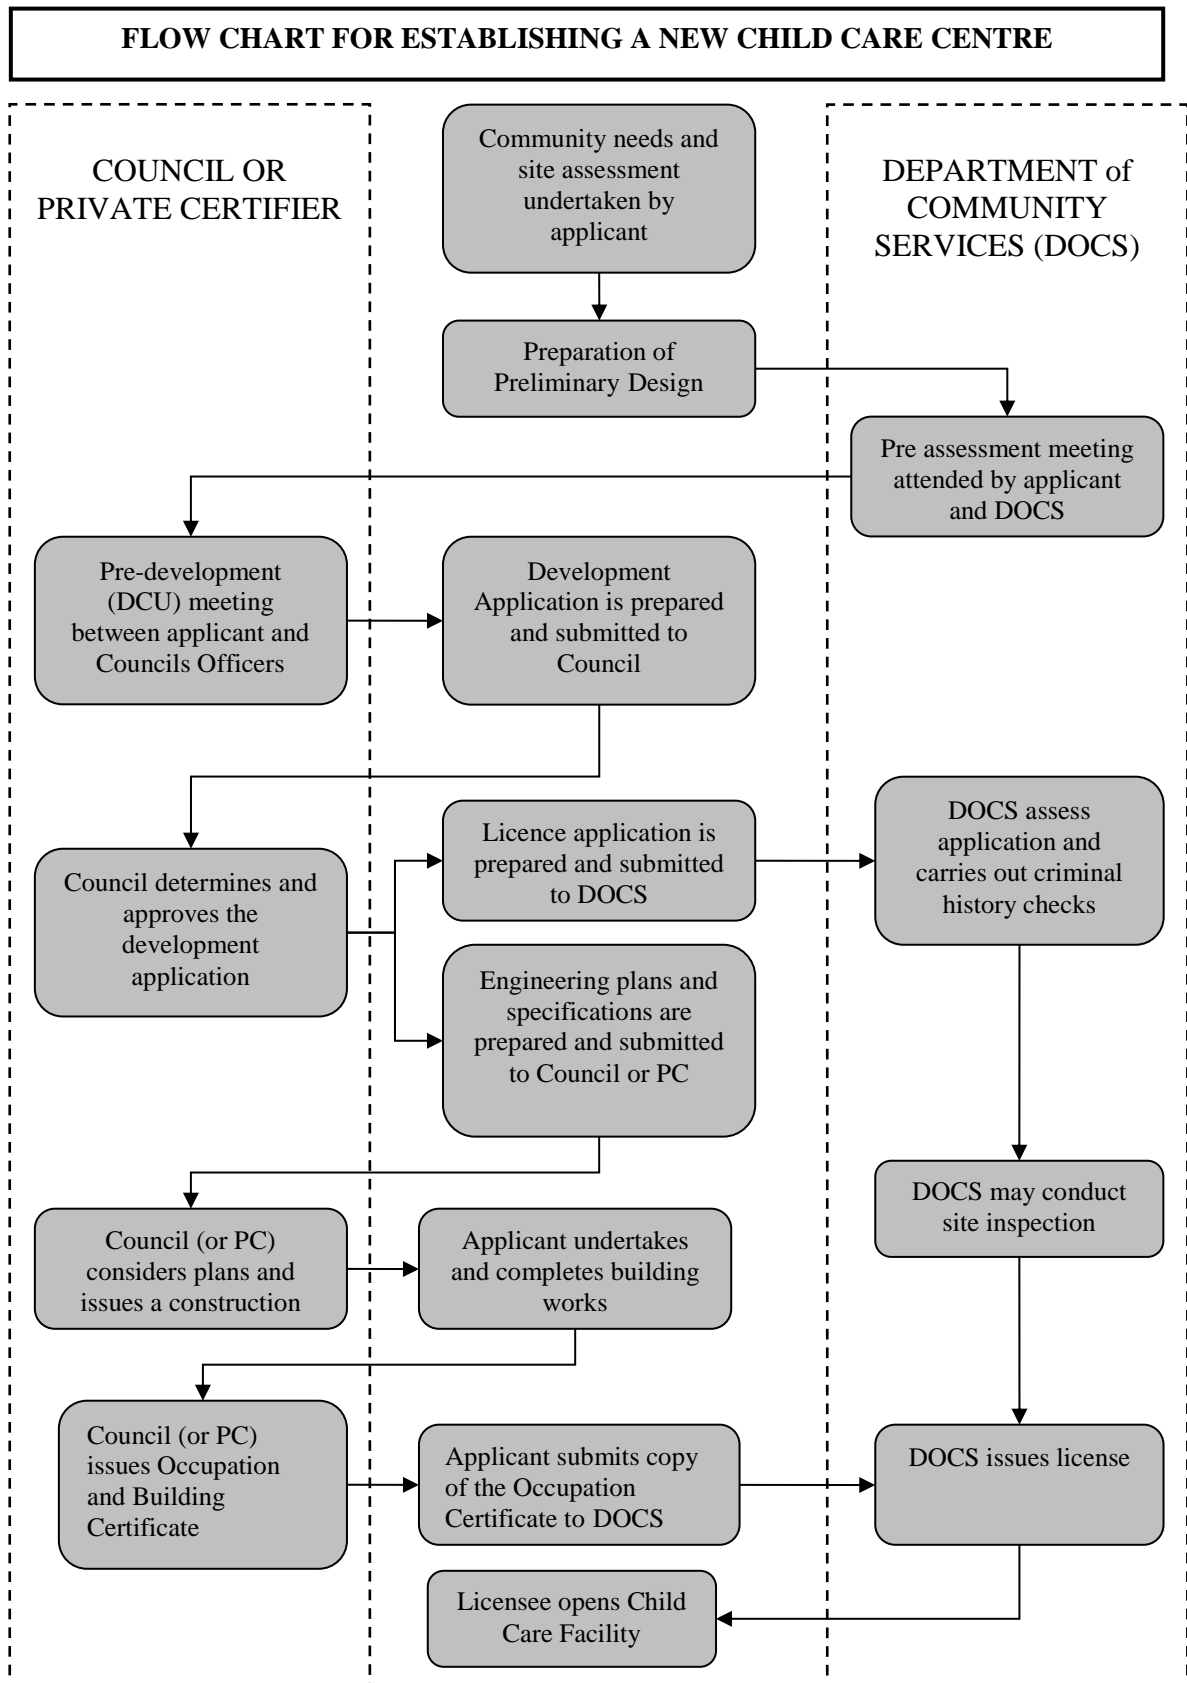 FLOW CHART FOR ESTABLISHING A NEW CHILD CARE CENTRE
COUNCIL OR
PRIVATE CERTIFIER
Community needs and
site assessment
undertaken by
applicant
DEPARTMENT of
COMMUNITY
SERVICES (DOCS)
Preparation of
Preliminary Design
Pre assessment meeting
attended by applicant
and DOCS
Pre-development
(DCU) meeting
between applicant and
Councils Officers
Development
Application is prepared
and submitted to
Council
Council determines and
approves the
development
application
Licence application is
prepared and submitted
to DOCS
DOCS assess
application and
carries out criminal
history checks
Engineering plans and
specifications are
prepared and submitted
to Council or PC
DOCS may conduct
site inspection
Council (or PC)
considers plans and
issues a construction
Applicant undertakes
and completes building
works
Council (or PC)
issues Occupation
and Building
Certificate
Applicant submits copy
of the Occupation
Certificate to DOCS
DOCS issues license
Licensee opens Child
Care Facility